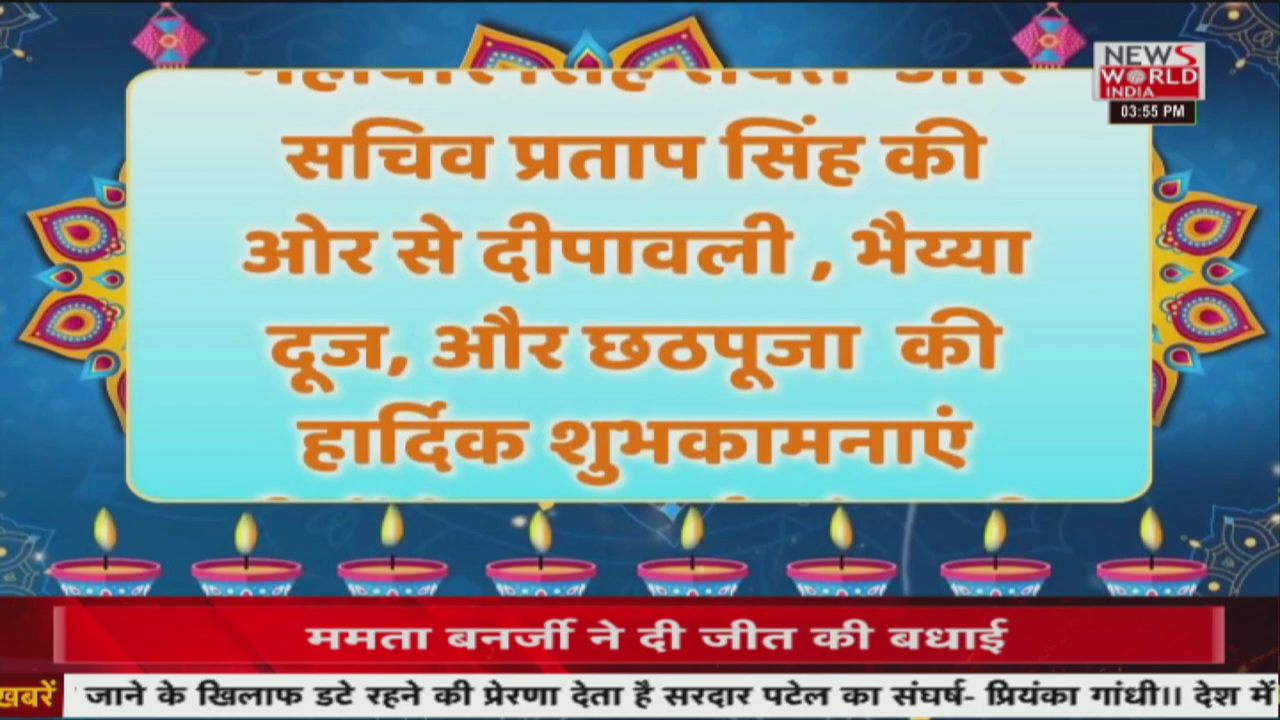 सचिव प्रताप सिंह की
ओर से दीपावली , भैय्या
दूज, और छठपूजा की
हार्दिक शुभकामनाएं
NEWS
WORLD
INDIA
03:55 PM
ममता बनर्जी ने दी जीत की बधाई
खबरें जाने के खिलाफ डटे रहने की प्रेरणा देता है सरदार पटेल का संघर्ष- प्रियंका गांधी।। देश में